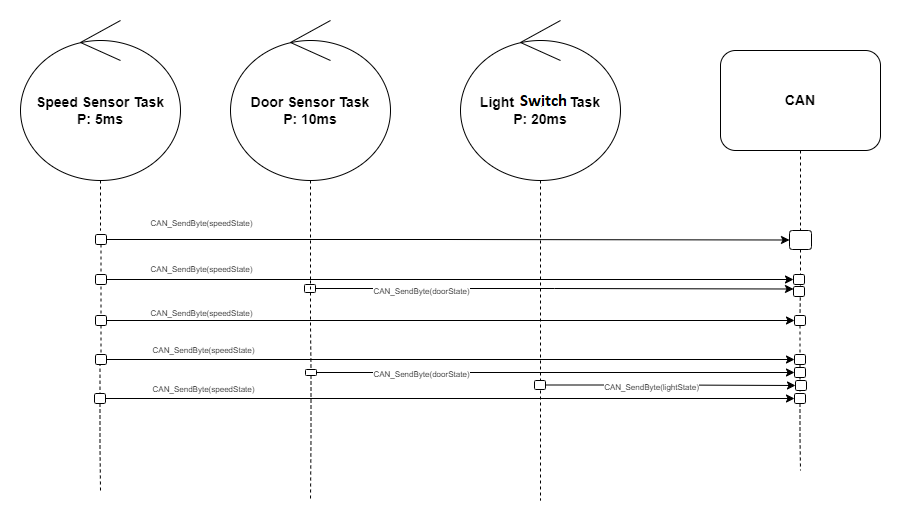 Speed Sensor Task
P: 5ms
Door Sensor Task
P: 10ms
Light Switch Task
P: 20ms
CAN
CAN_SendByte(speedState)
CAN_SendByte(speedState)
CAN_SendByte(doorState)
CAN_SendByte(speedState)
CAN_SendByte(speedState)
CAN_SendByte(doorState)
CAN_SendByte(lightState)
CAN_SendByte(speedState)